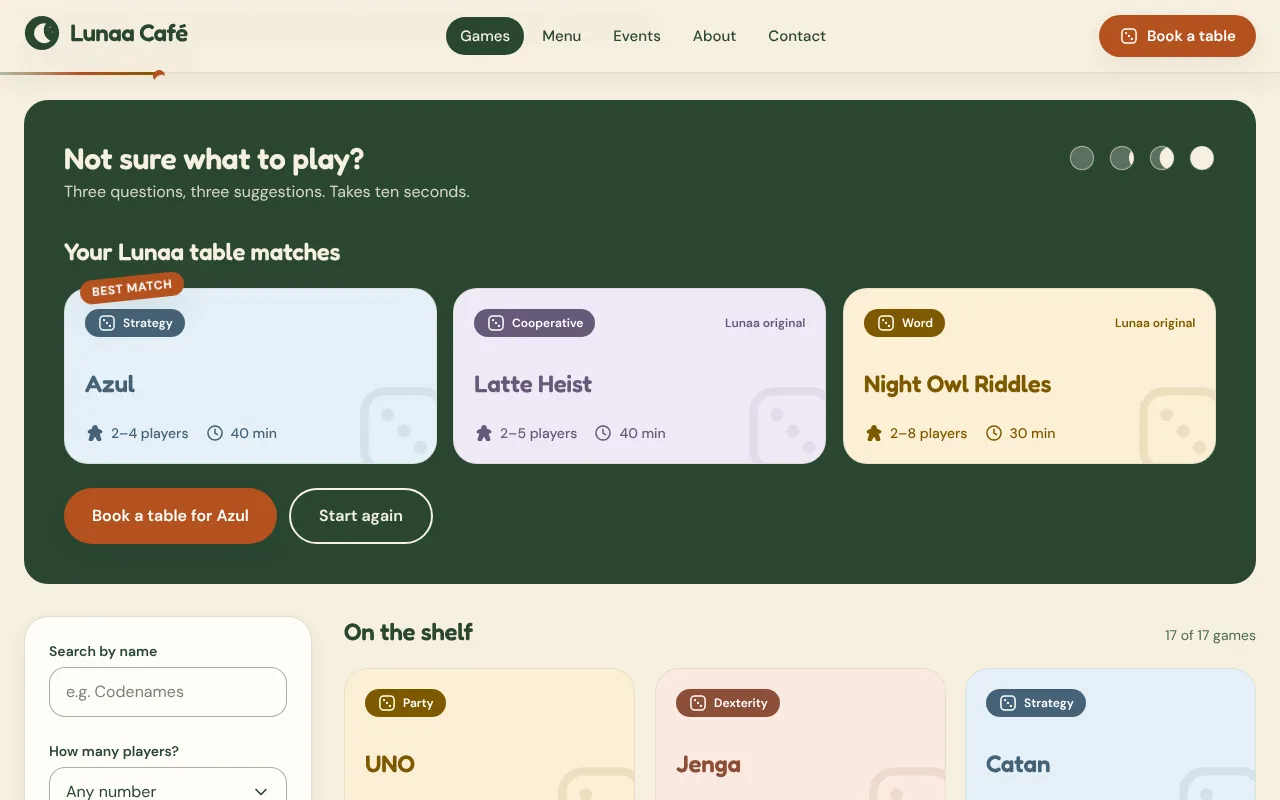 Lunaa Café
Games
Menu
Events
About
Contact
Book a table
Not sure what to play?
Three questions, three suggestions. Takes ten seconds.
Your Lunaa table matches
BEST MATCH
Strategy
Azul
2–4 players
40 min
Cooperative
Lunaa original
Latte Heist
2–5 players
40 min
Word
Lunaa original
Night Owl Riddles
2–8 players
30 min
Book a table for Azul
Start again
Search by name
e.g. Codenames
How many players?
Any number
On the shelf
17 of 17 games
Party
UNO
Dexterity
Jenga
Strategy
Catan